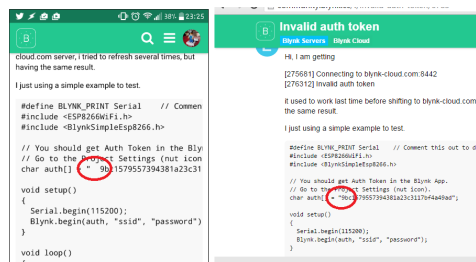 38% 23:25
B
cloud.com server, i tried to refresh several times, but
having the same result.
I just using a simple example to test.
#define BLYNK_PRINT Serial // Commen
#include <ESP8266WiFi.h>
#include <BlynkSimpleEsp8266.h>
// You should get Auth Token in the Bly
// Go to the Project Settings (nut icon
char auth[] = " 9bc1579557394381a23c31
void setup()
{
Serial.begin(115200);
Blynk.begin(auth, "ssid", "password")
}
void loop()
B
Invalid auth token
Blynk Servers Blynk Cloud
Hi, I am getting
[275681] Connecting to blynk-cloud.com:8442
[276312] Invalid auth token
it used to work last time before shifting to blynk-cloud.com
the same result.
I just using a simple example to test.
#define BLYNK_PRINT Serial // Comment this out to d
#include <ESP8266WiFi.h>
#include <BlynkSimpleEsp8266.h>
// You should get Auth Token in the Blynk App.
// Go to the Project Settings (nut icon).
char auth[] = "9bc1579557394381a23c3117bf4a49ad";
void setup()
{
Serial.begin(115200);
Blynk.begin(auth, "ssid", "password");
}